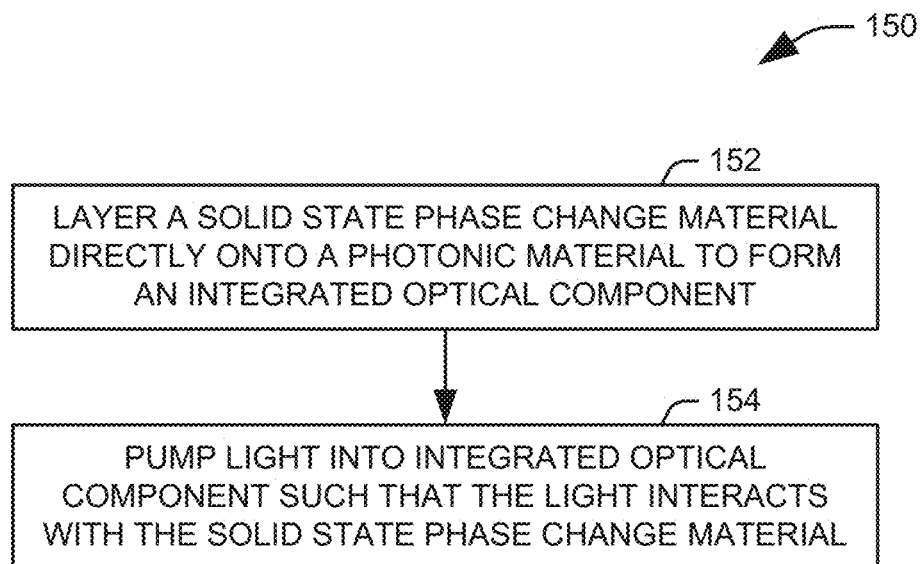 150
152
LAYER A SOLID STATE PHASE CHANGE MATERIAL
DIRECTLY ONTO A PHOTONIC MATERIAL TO FORM
AN INTEGRATED OPTICAL COMPONENT
154
PUMP LIGHT INTO INTEGRATED OPTICAL
COMPONENT SUCH THAT THE LIGHT INTERACTS
WITH THE SOLID STATE PHASE CHANGE MATERIAL